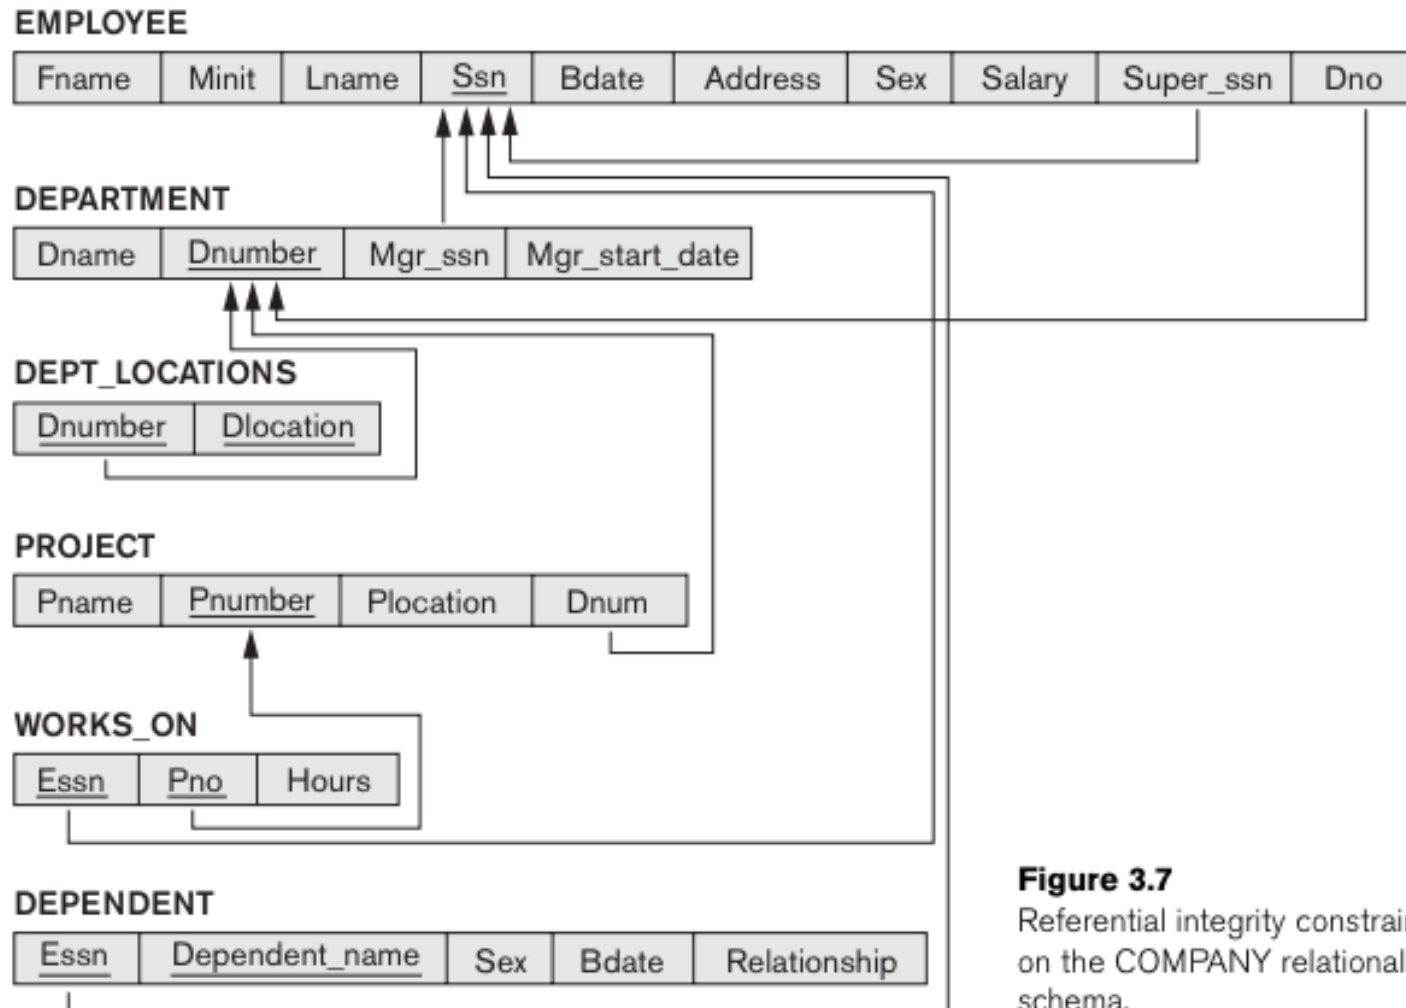 EMPLOYEE
Fname Minit Lname Ssn Bdate Address Sex Salary Super_ssn Dno
DEPARTMENT
Dname Dnumber Mgr_ssn Mgr_start_date
DEPT_LOCATIONS
Dnumber Dlocation
PROJECT
Pname Pnumber Plocation Dnum
WORKS_ON
Essn Pno Hours
DEPENDENT
Essn Dependent_name Sex Bdate Relationship
Figure 3.7
Referential integrity
on the COMPANY relational
schema.